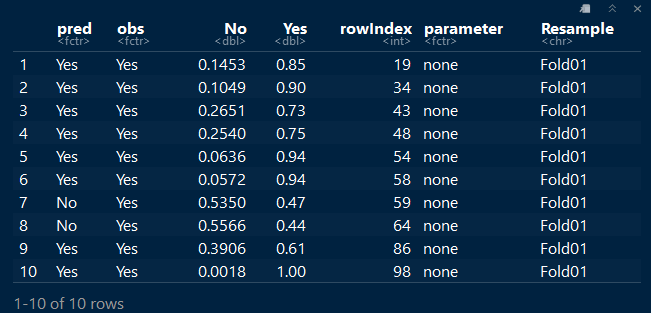 pred obs No Yes rowIndex parameter Resample
<fctr> <fctr> <dbl> <dbl> <int> <fctr> <chr>
1 Yes Yes 0.1453 0.85 19 none Fold01
2 Yes Yes 0.1049 0.90 34 none Fold01
3 Yes Yes 0.2651 0.73 43 none Fold01
4 Yes Yes 0.2540 0.75 48 none Fold01
5 Yes Yes 0.0636 0.94 54 none Fold01
6 Yes Yes 0.0572 0.94 58 none Fold01
7 No Yes 0.5350 0.47 59 none Fold01
8 No Yes 0.5566 0.44 64 none Fold01
9 Yes Yes 0.3906 0.61 86 none Fold01
10 Yes Yes 0.0018 1.00 98 none Fold01
1-10 of 10 rows